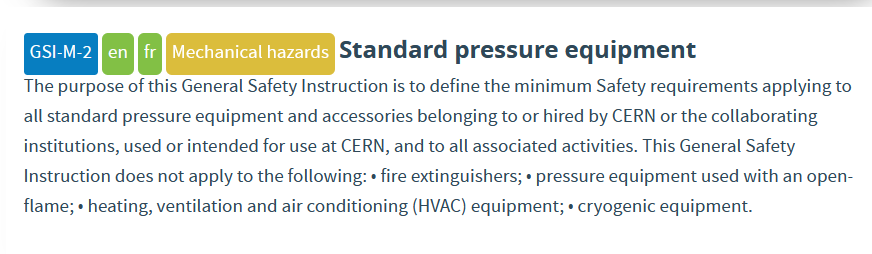 GSI-M-2 en fr Mechanical hazards Standard pressure equipment
The purpose of this General Safety Instruction is to define the minimum Safety requirements applying to
all standard pressure equipment and accessories belonging to or hired by CERN or the collaborating
institutions, used or intended for use at CERN, and to all associated activities. This General Safety
Instruction does not apply to the following: • fire extinguishers; • pressure equipment used with an open-
flame; • heating, ventilation and air conditioning (HVAC) equipment; • cryogenic equipment.